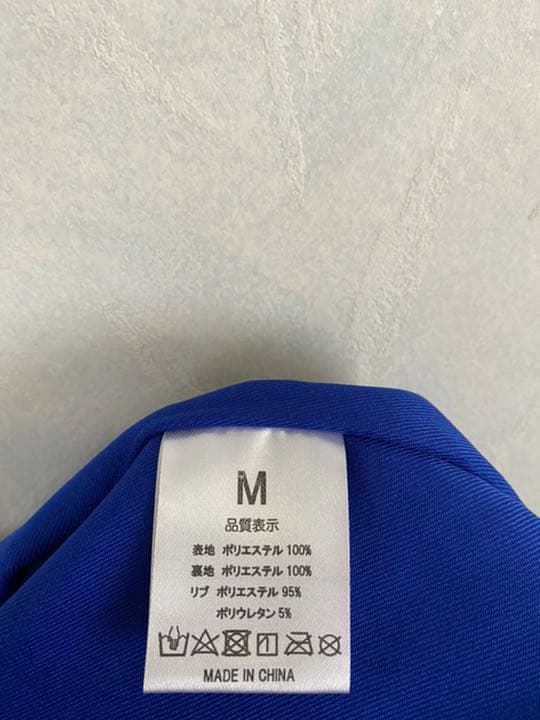 M
品質表示
表地 ポリエステル 100%
裏地 ポリエステル 100%
リブ ポリエステル 95%
ポリウレタン 5%
MADE IN CHINA